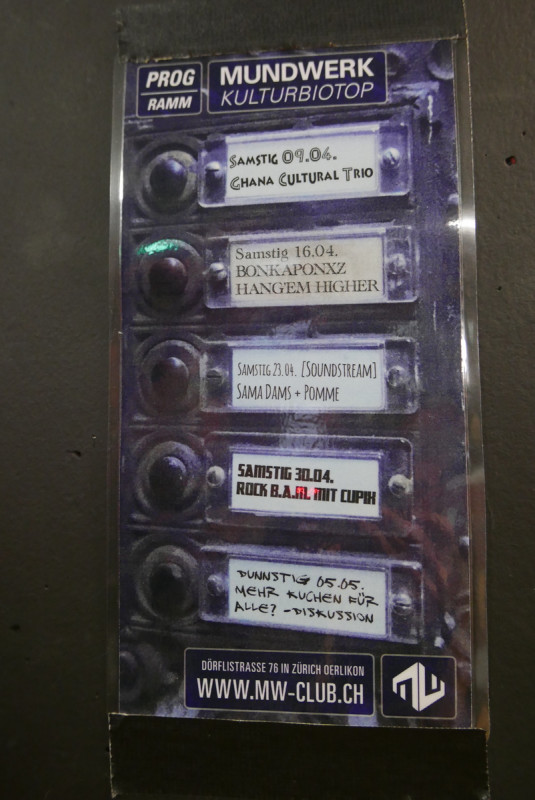 PROG
RAMM
MUNDWERK
KULTURBIOTOP
SAMSTIG 09.04.
GHANA CULTURAL TRIO
Samstig 16.04.
BONKAPONXZ
HANG'EM HIGHER
SAMSTIG 23.04. [SOUNDSTREAM]
SAMA DAMS + POMME
SAMSTIG 30.04.
ROCK B.A.R. MIT CUPIX
DUNNSTIG 05.05.
MEHR KUCHEN FÜR
ALLE? - DISKUSSION
DÖRFLISTRASSE 76 IN ZÜRICH OERLIKON
WWW.MW-CLUB.CH